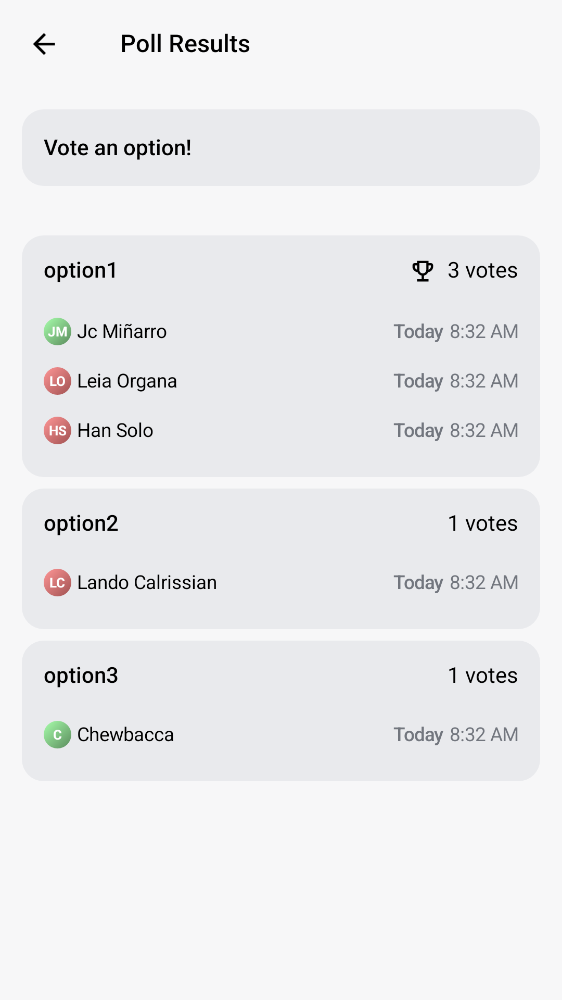 Poll Results
Vote an option!
option1 3 votes
JM Jc Miñarro Today 8:32 AM
LO Leia Organa Today 8:32 AM
HS Han Solo Today 8:32 AM
option2 1 votes
LC Lando Calrissian Today 8:32 AM
option3 1 votes
C Chewbacca Today 8:32 AM